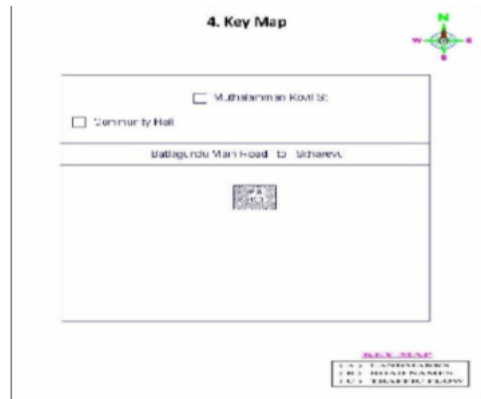 4. Key Map
N
W
S
Muthalamman Kovil St
Community Hall
Batlagundu Main Road to Sitharevu
KEY MAP
(A) LANDMARKS
(B) ROAD NAMES
(C) TRAFFIC FLOW